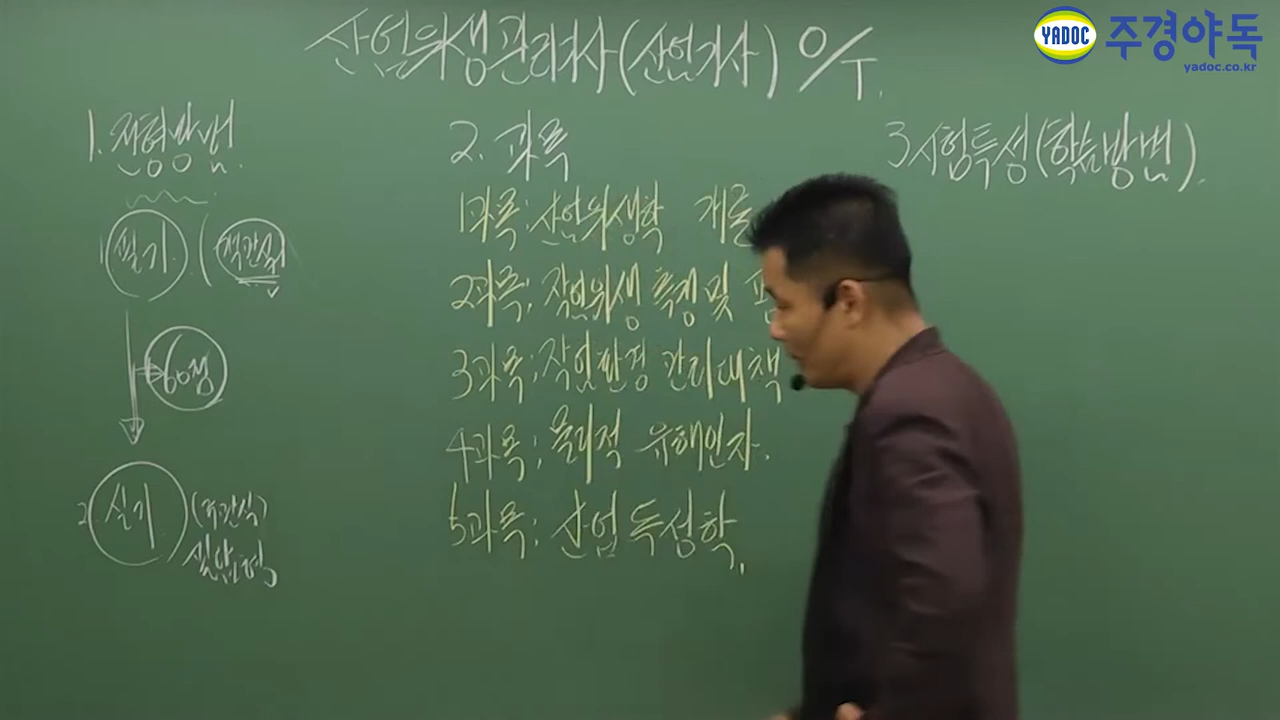 산업위생관리기사(산업기사) O/T.
YADOC 주경야독
yadoc.co.kr
1. 전형방법.
1 필기 (객관식)
60점
2 실기 (주관식)
필답형
2. 과목
1과목; 산업위생학 개론
2과목; 작업위생 측정 및
3과목; 작업환경 관리대책
4과목; 물리적 유해인자.
5과목; 산업독성학.
3 시험특성(학습방법).